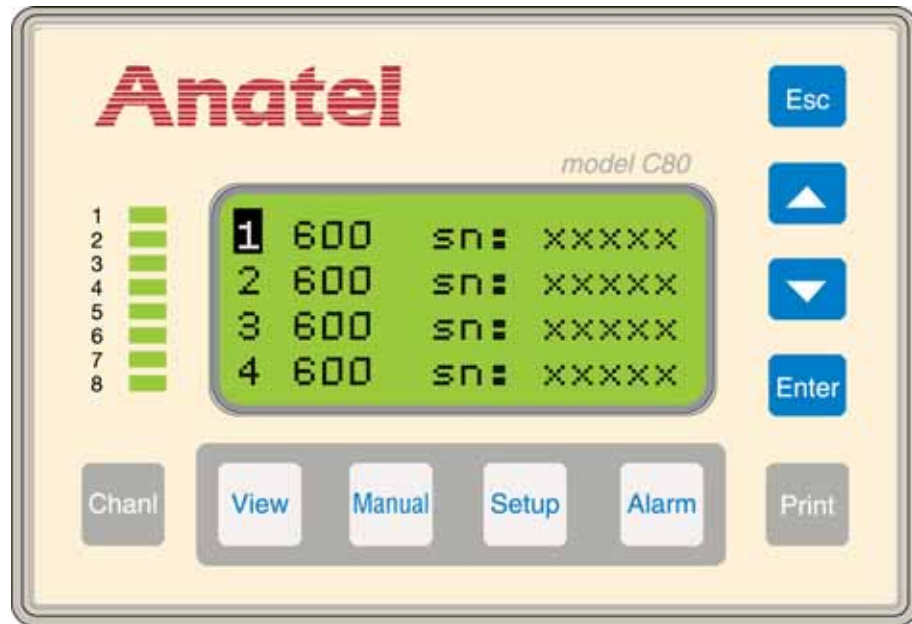 Anatel
Esc
model C80
1
2
3
4
5
6
7
8
1 600 sn: xxxxx
2 600 sn: xxxxx
3 600 sn: xxxxx
4 600 sn: xxxxx
Enter
Chanl
View
Manual
Setup
Alarm
Print